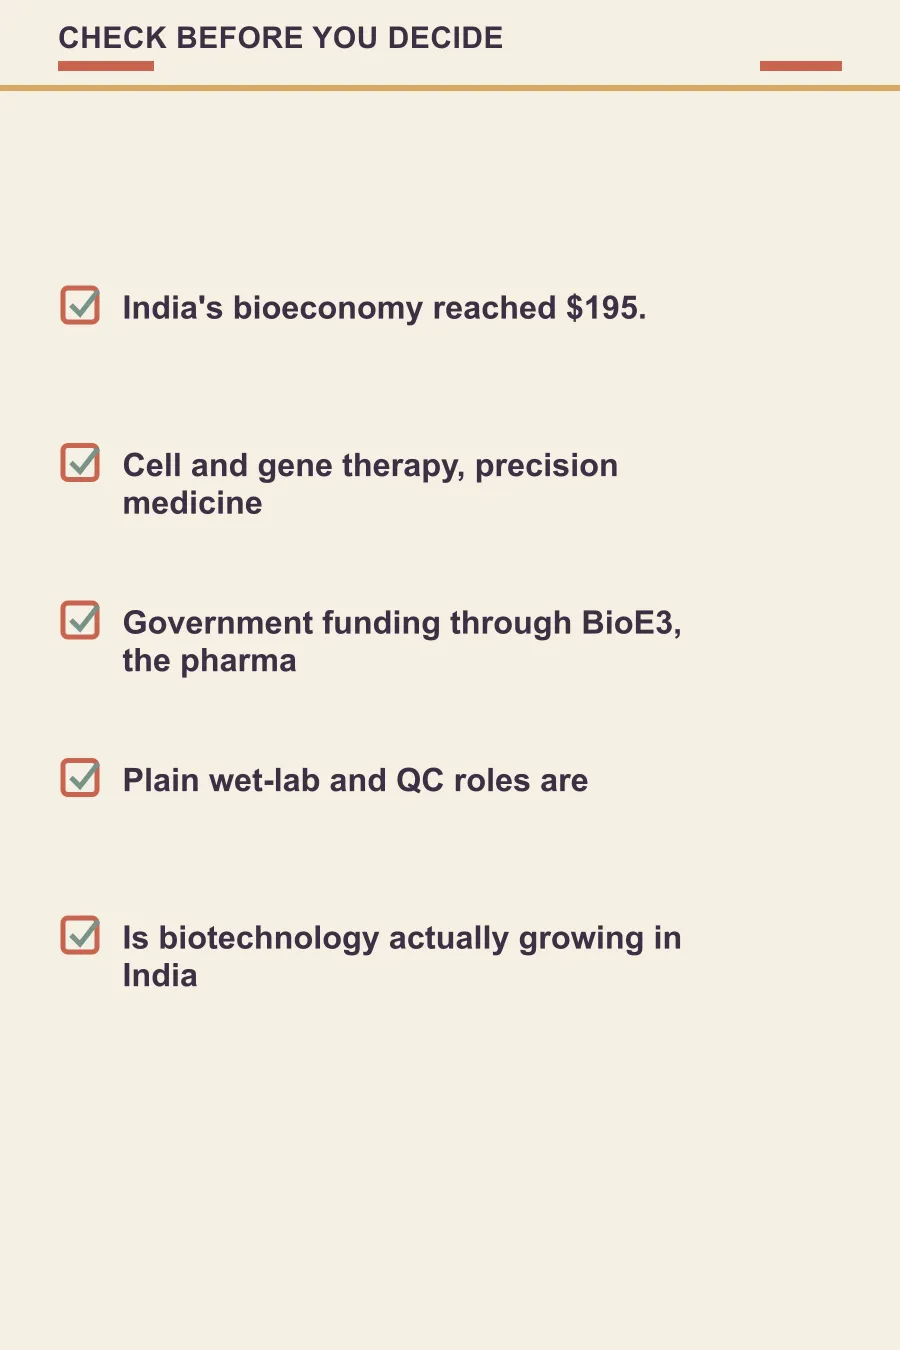 CHECK BEFORE YOU DECIDE
India's bioeconomy reached $195.
Cell and gene therapy, precision
medicine
Government funding through BioE3,
the pharma
Plain wet-lab and QC roles are
Is biotechnology actually growing in
India